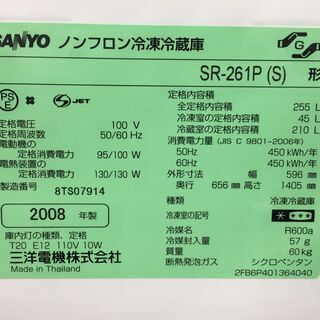 SANYO ノンフロン冷凍冷蔵庫
SR-261P (S) 形
PS E JET
定格電圧 100 V
定格周波数 50/60 Hz
電動機の
定格消費電力 95/100 W
電熱装置の
定格消費電力 130/130 W
製造番号 8TS07914
2008 年製
庫内灯の種類、定格
T20 E12 110V 10W
三洋電機株式会社
Made in Thailand
定格内容積
全定格内容積 255 L
冷凍室の定格内容積 45 L
冷蔵室の定格内容積 210 L
消費電力量 (JIS C 9801-2006年)
50Hz 450 kWh/年
60Hz 450 kWh/年
外形寸法 幅 596 mm
奥行 656 mm 高さ 1405 mm
種類 冷凍冷蔵庫
冷凍室の記号
冷媒名 R600a
冷媒封入量 57 g
質量 60kg
断熱発泡ガス シクロペンタン
2FB6P401364040